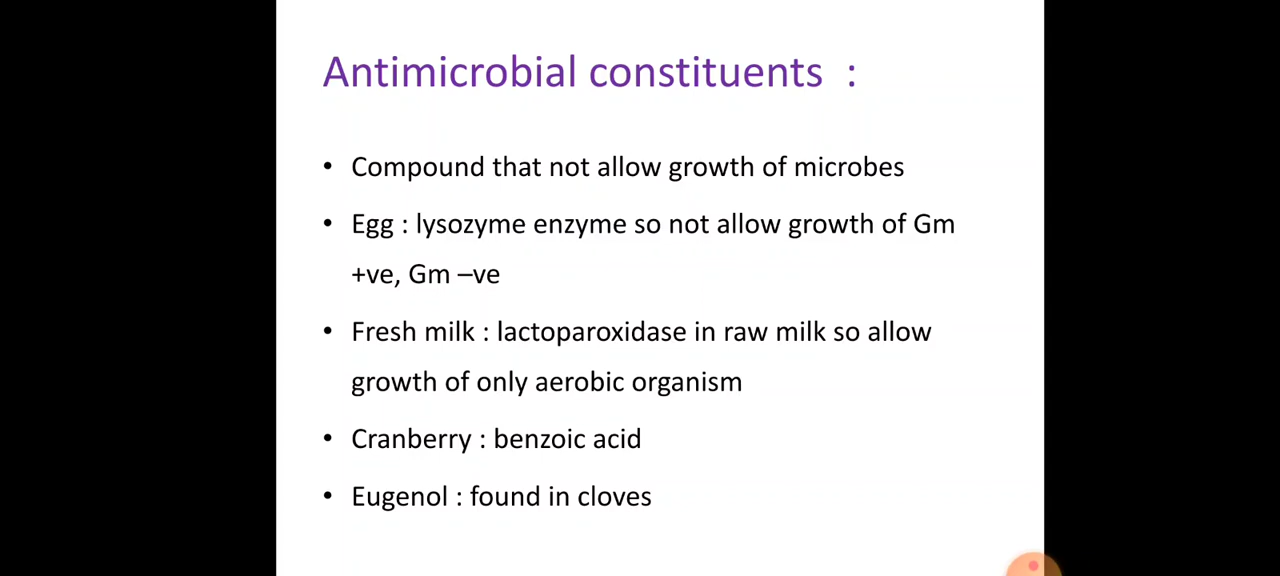 Antimicrobial constituents :
• Compound that not allow growth of microbes
• Egg : lysozyme enzyme so not allow growth of Gm
+ve, Gm –ve
• Fresh milk : lactoparoxidase in raw milk so allow
growth of only aerobic organism
• Cranberry : benzoic acid
• Eugenol : found in cloves